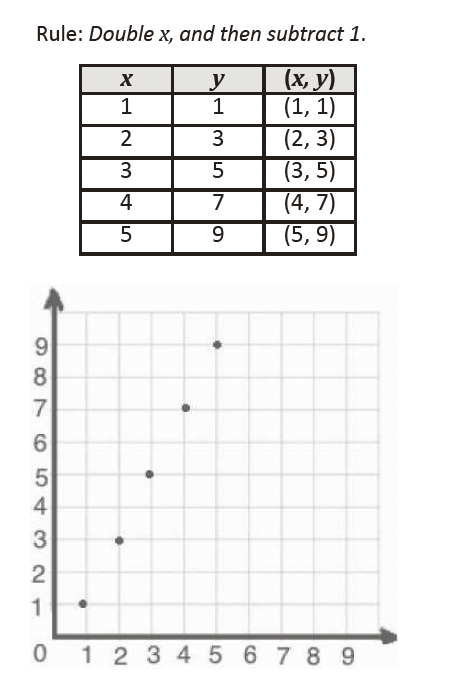 Rule: Double x, and then subtract 1.
x y (x, y)
1 1 (1, 1)
2 3 (2, 3)
3 5 (3, 5)
4 7 (4, 7)
5 9 (5, 9)
9
8
7
6
5
4
3
2
1
0 1 2 3 4 5 6 7 8 9